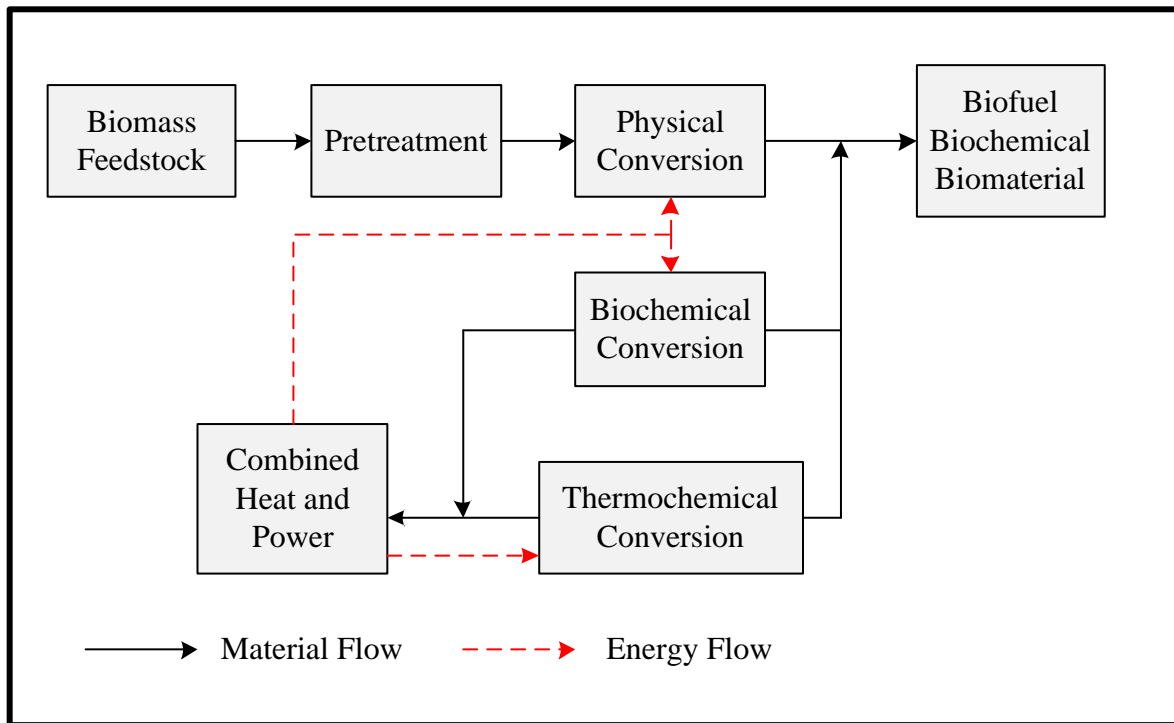 Biomass
Feedstock
Pretreatment
Physical
Conversion
Biofuel
Biochemical
Biomaterial
Biochemical
Conversion
Combined
Heat and
Power
Thermochemical
Conversion
Material Flow
Energy Flow